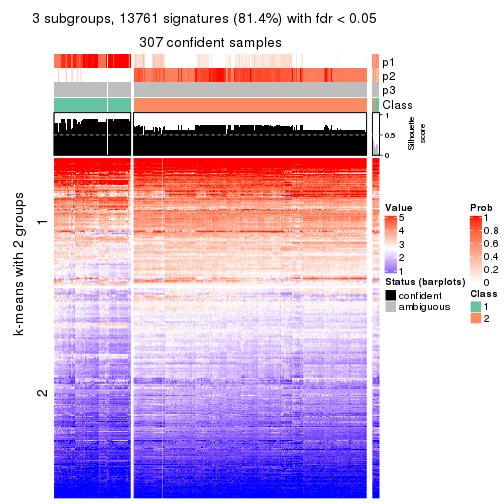 3 subgroups, 13761 signatures (81.4%) with fdr < 0.05
307 confident samples
p1
p2
p3
Class
1
0.5
0
Silhouette
score
k-means with 2 groups
1
2
Value
5
4
3
2
1
Status (barplots)
confident
ambiguous
Prob
1
0.8
0.6
0.4
0.2
0
Class
1
2